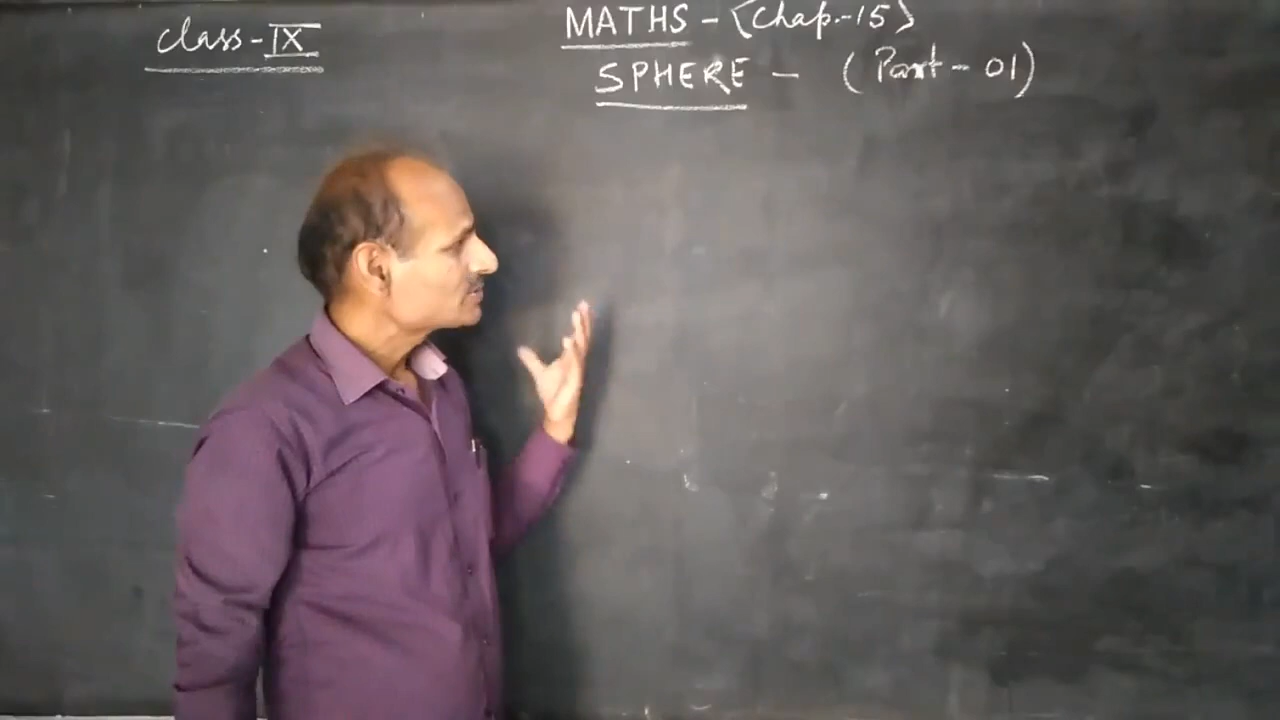 Class-IX
MATHS - {Chap.-15}
SPHERE - (Part-01)